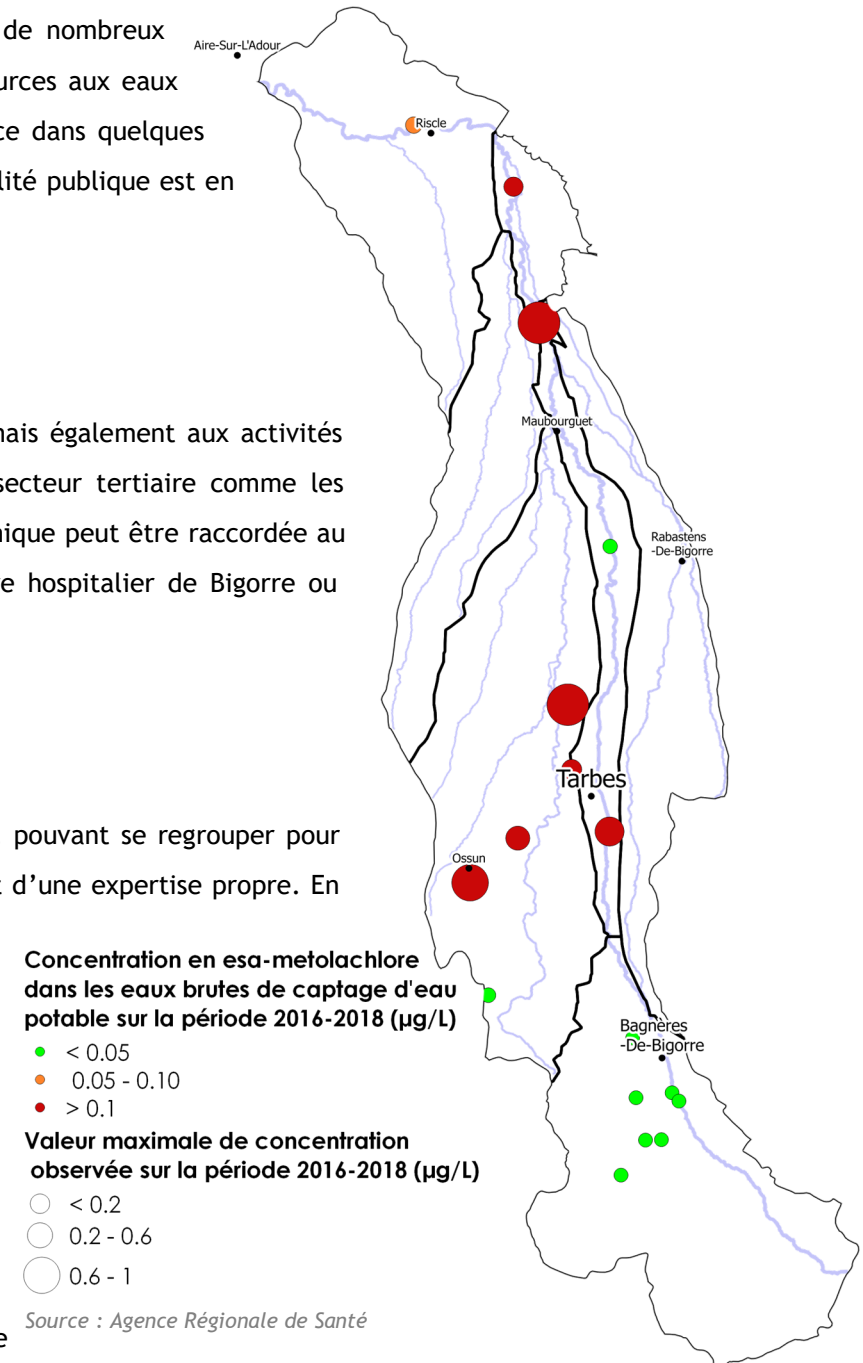 de nombreux
Aire-Sur-L'Adour
urces aux eaux
ce dans quelques
Riscle
lité publique est en
mais également aux activités
Maubourguet
secteur tertiaire comme les
nique peut être raccordée au
Rabastens
-De-Bigorre
re hospitalier de Bigorre ou
Tarbes
pouvant se regrouper pour
Ossun
t d'une expertise propre. En
Concentration en esa-metolachlore
dans les eaux brutes de captage d'eau
potable sur la période 2016-2018 (µg/L)
< 0.05
0.05 - 0.10
> 0.1
Bagnères
-De-Bigorre
Valeur maximale de concentration
observée sur la période 2016-2018 (µg/L)
< 0.2
0.2 - 0.6
0.6 - 1
Source : Agence Régionale de Santé
e